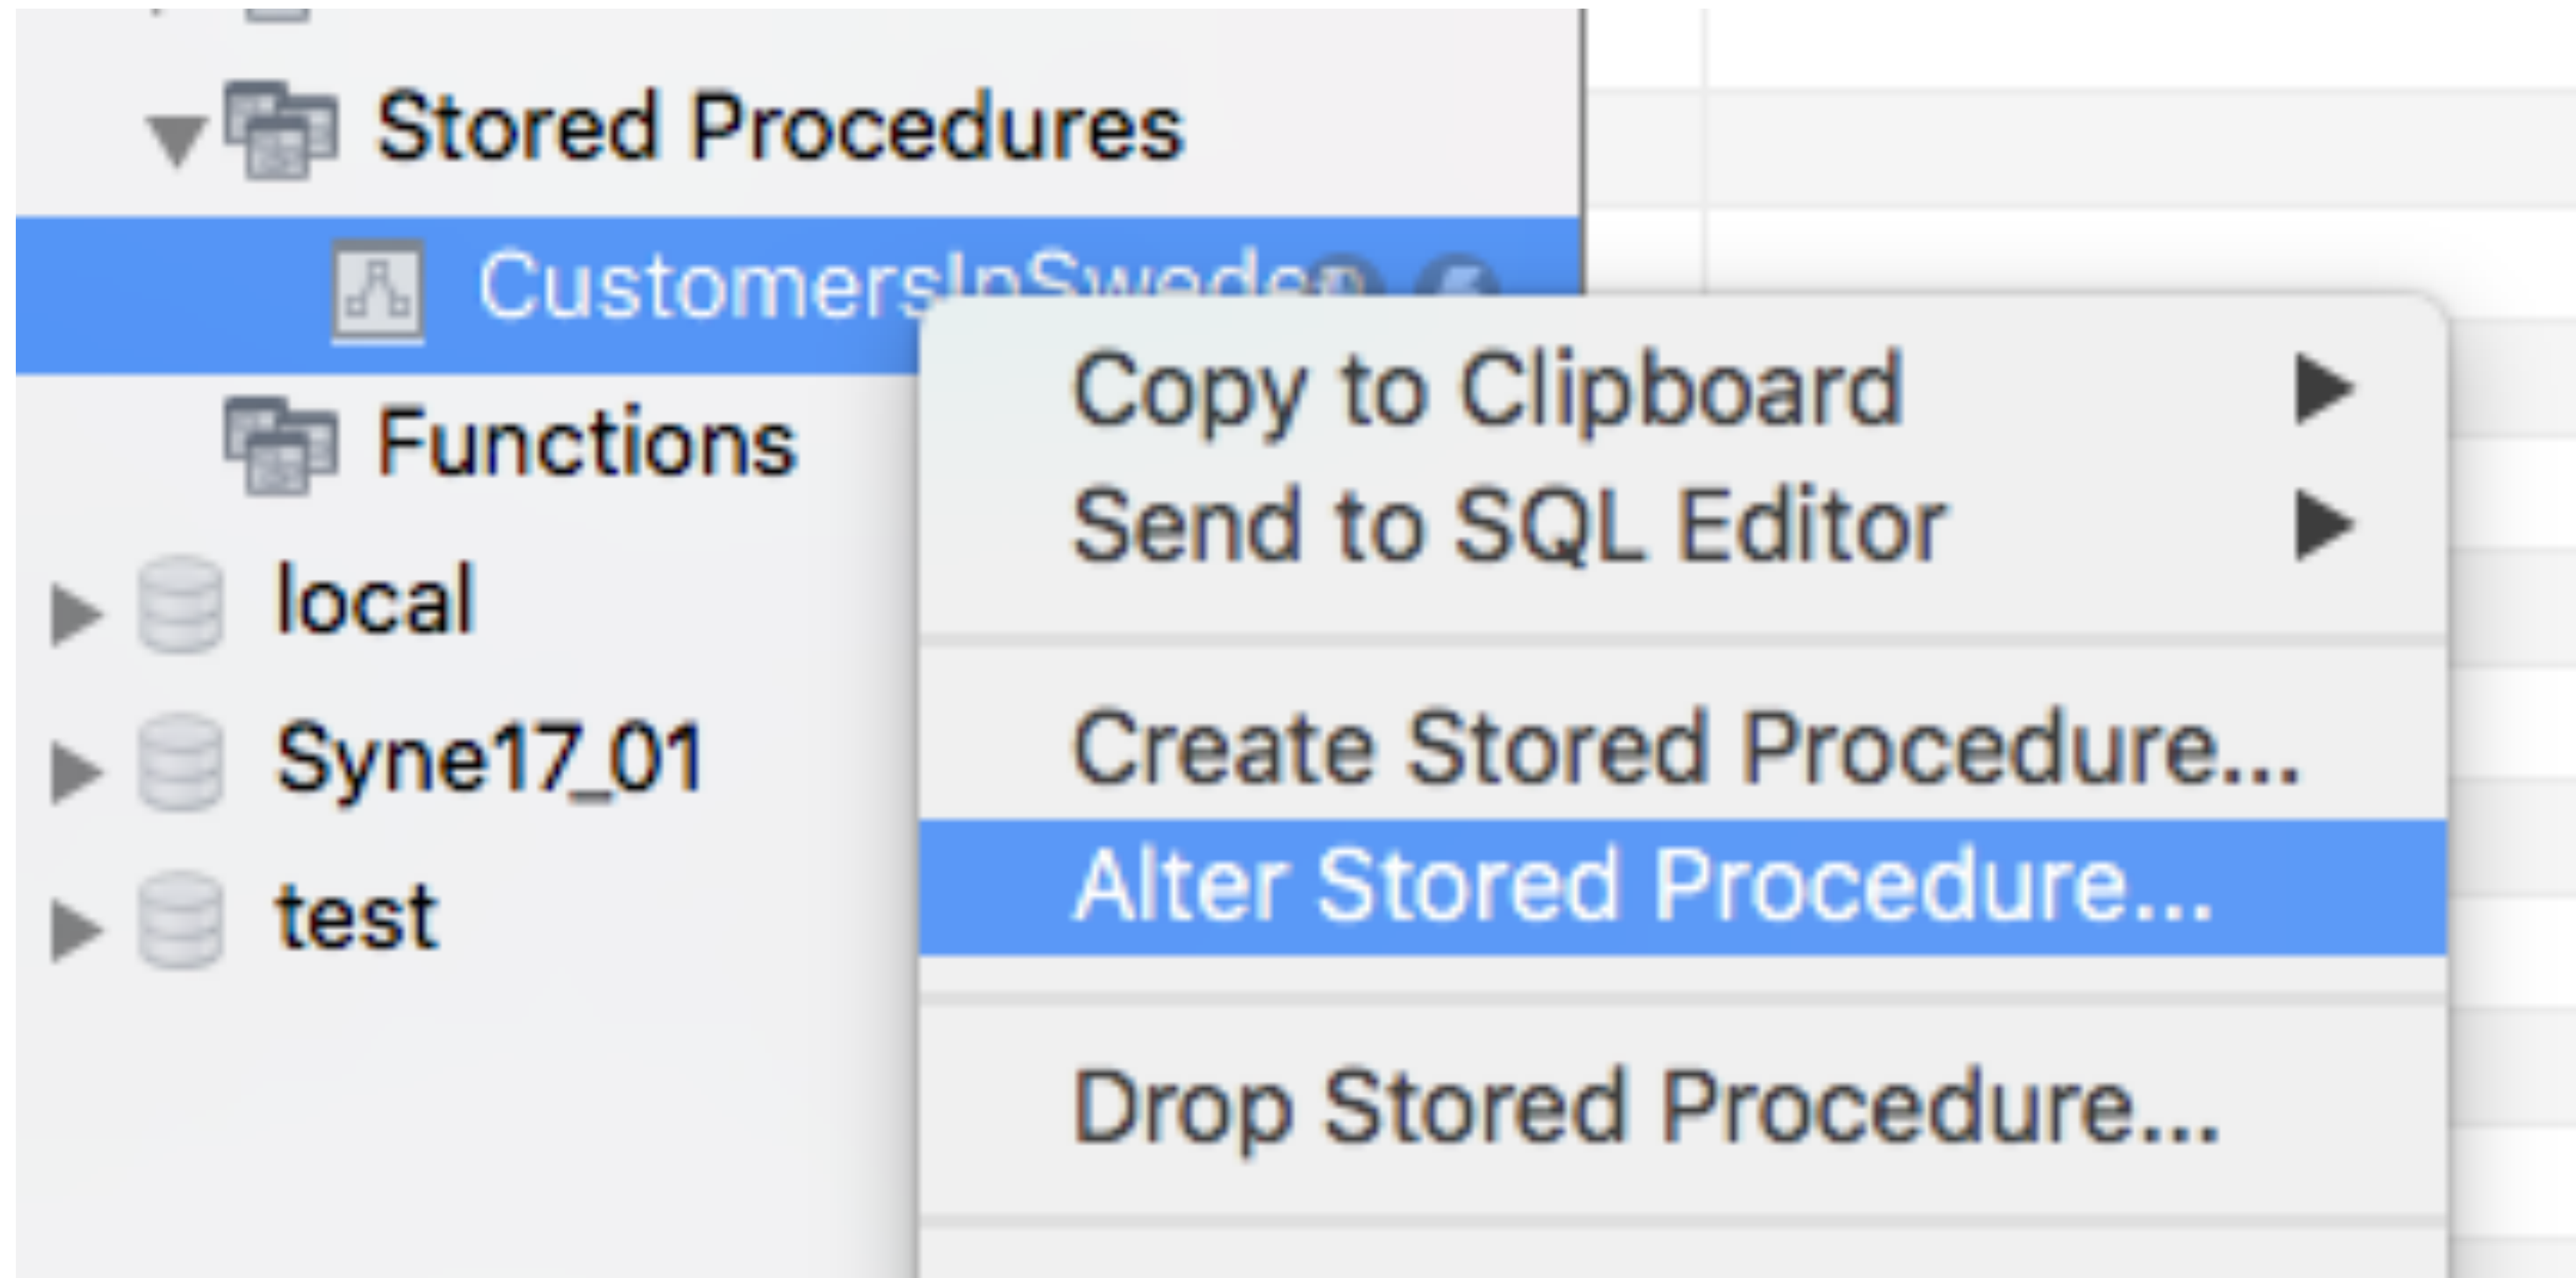 Stored Procedures
CustomersInSweden
Functions
local
Syne17_01
test
Copy to Clipboard
Send to SQL Editor
Create Stored Procedure...
Alter Stored Procedure...
Drop Stored Procedure...